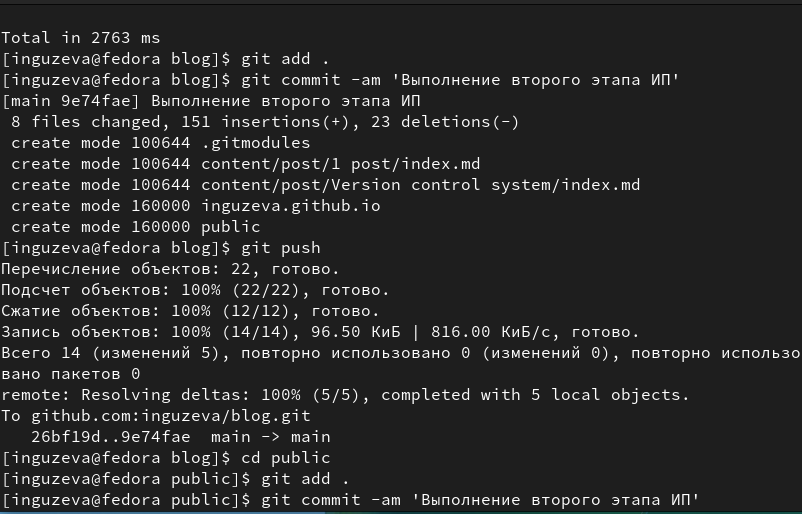 Total in 2763 ms
[inguzeva@fedora blog]$ git add .
[inguzeva@fedora blog]$ git commit -am 'Выполнение второго этапа ИП'
[main 9e74fae] Выполнение второго этапа ИП
 8 files changed, 151 insertions(+), 23 deletions(-)
 create mode 100644 .gitmodules
 create mode 100644 content/post/1 post/index.md
 create mode 100644 content/post/Version control system/index.md
 create mode 160000 inguzeva.github.io
 create mode 160000 public
[inguzeva@fedora blog]$ git push
Перечисление объектов: 22, готово.
Подсчет объектов: 100% (22/22), готово.
Сжатие объектов: 100% (12/12), готово.
Запись объектов: 100% (14/14), 96.50 КиБ | 816.00 КиБ/с, готово.
Всего 14 (изменений 5), повторно использовано 0 (изменений 0), повторно использо
вано пакетов 0
remote: Resolving deltas: 100% (5/5), completed with 5 local objects.
To github.com:inguzeva/blog.git
   26bf19d..9e74fae  main -> main
[inguzeva@fedora blog]$ cd public
[inguzeva@fedora public]$ git add .
[inguzeva@fedora public]$ git commit -am 'Выполнение второго этапа ИП'